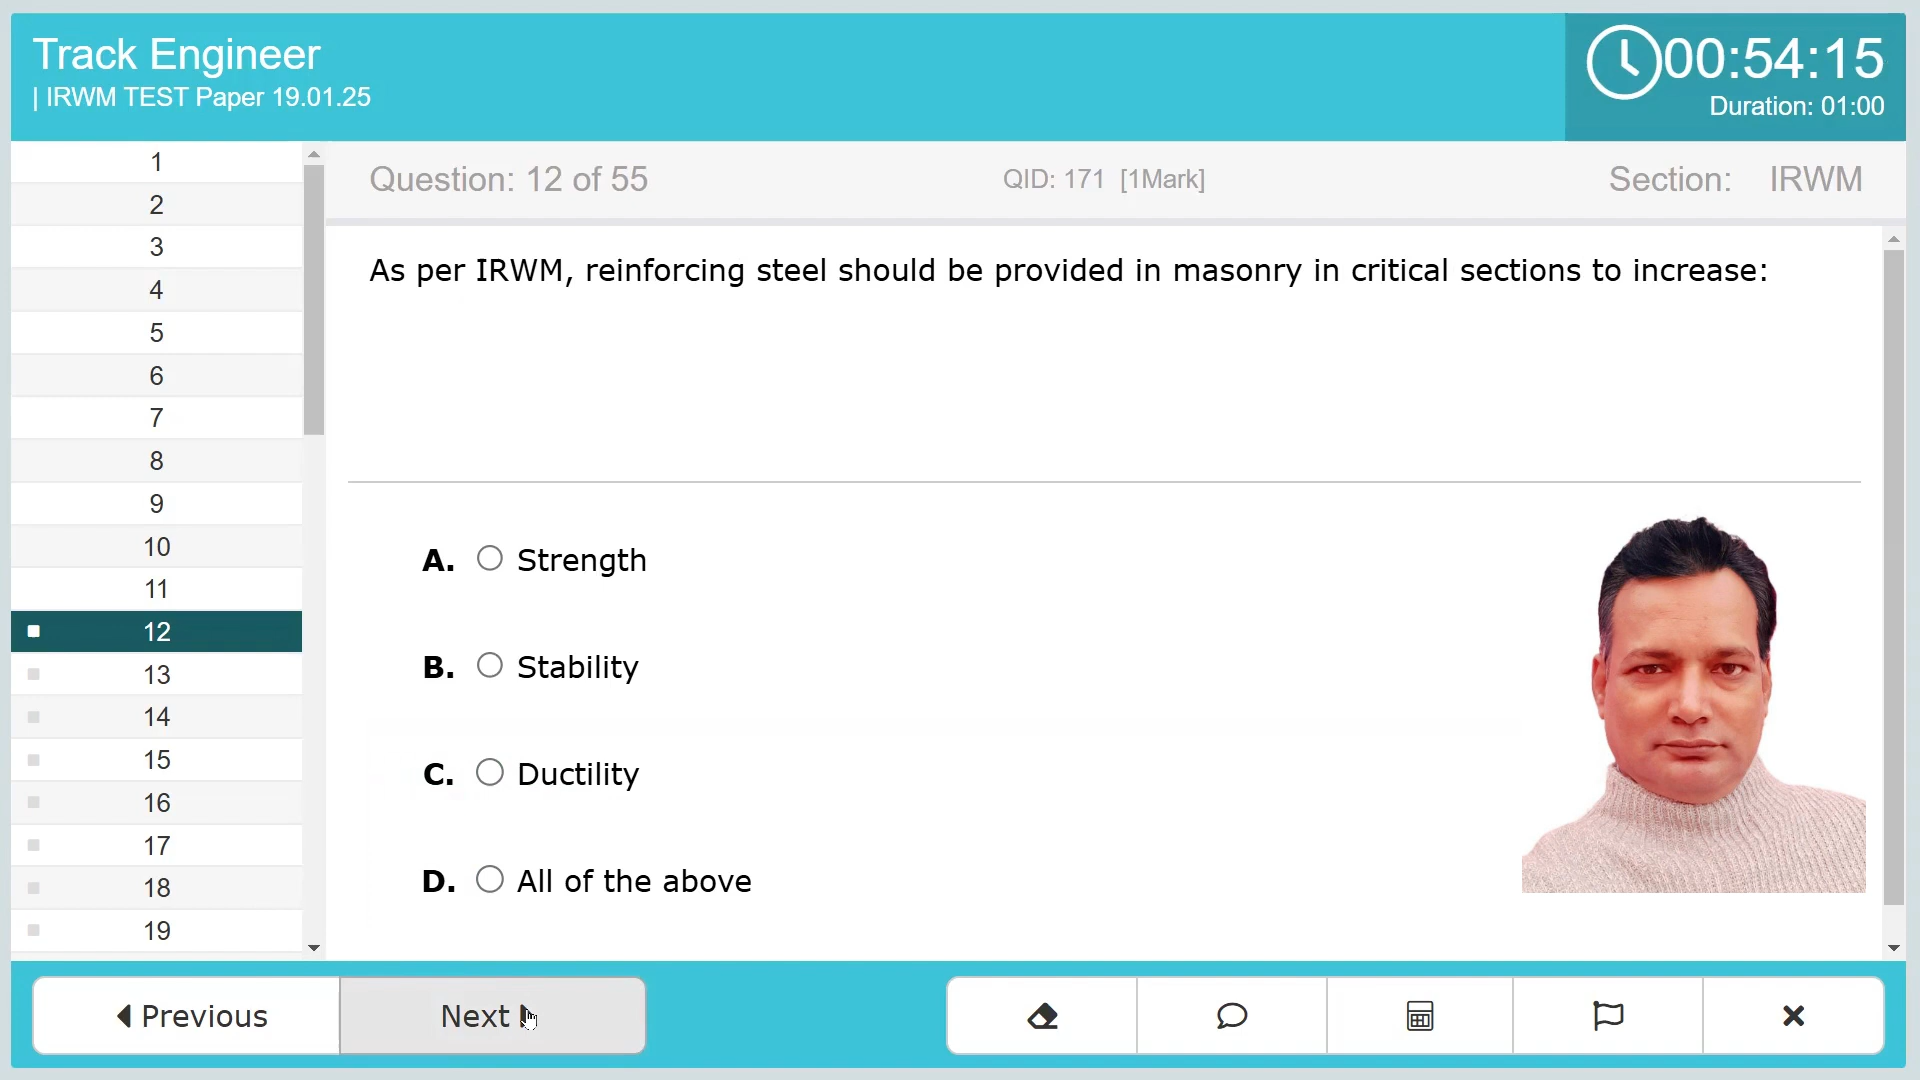 Track Engineer
| IRWM TEST Paper 19.01.25
00:54:15
Duration: 01:00
1
2
3
4
5
6
7
8
9
10
11
12
13
14
15
16
17
18
19
Question: 12 of 55
QID: 171 [1Mark]
Section: IRWM
As per IRWM, reinforcing steel should be provided in masonry in critical sections to increase:
A. Strength
B. Stability
C. Ductility
D. All of the above
Previous
Next